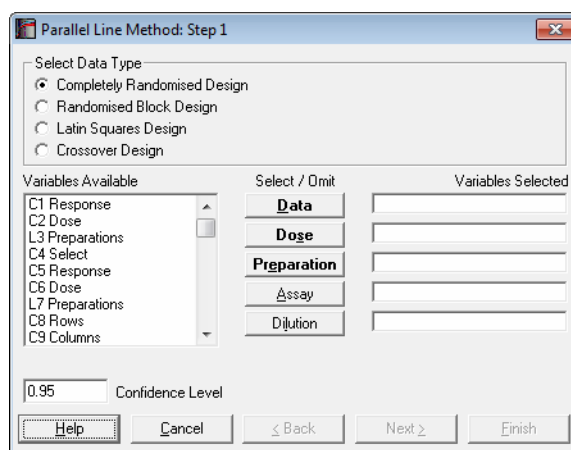 Parallel Line Method: Step 1
Select Data Type
Completely Randomised Design
Randomised Block Design
Latin Squares Design
Crossover Design
Variables Available
Select / Omit
Variables Selected
C1 Response
C2 Dose
L3 Preparations
C4 Select
C5 Response
C6 Dose
L7 Preparations
C8 Rows
C9 Columns
Data
Dose
Preparation
Assay
Dilution
0.95 Confidence Level
Help
Cancel
< Back
Next >
Finish